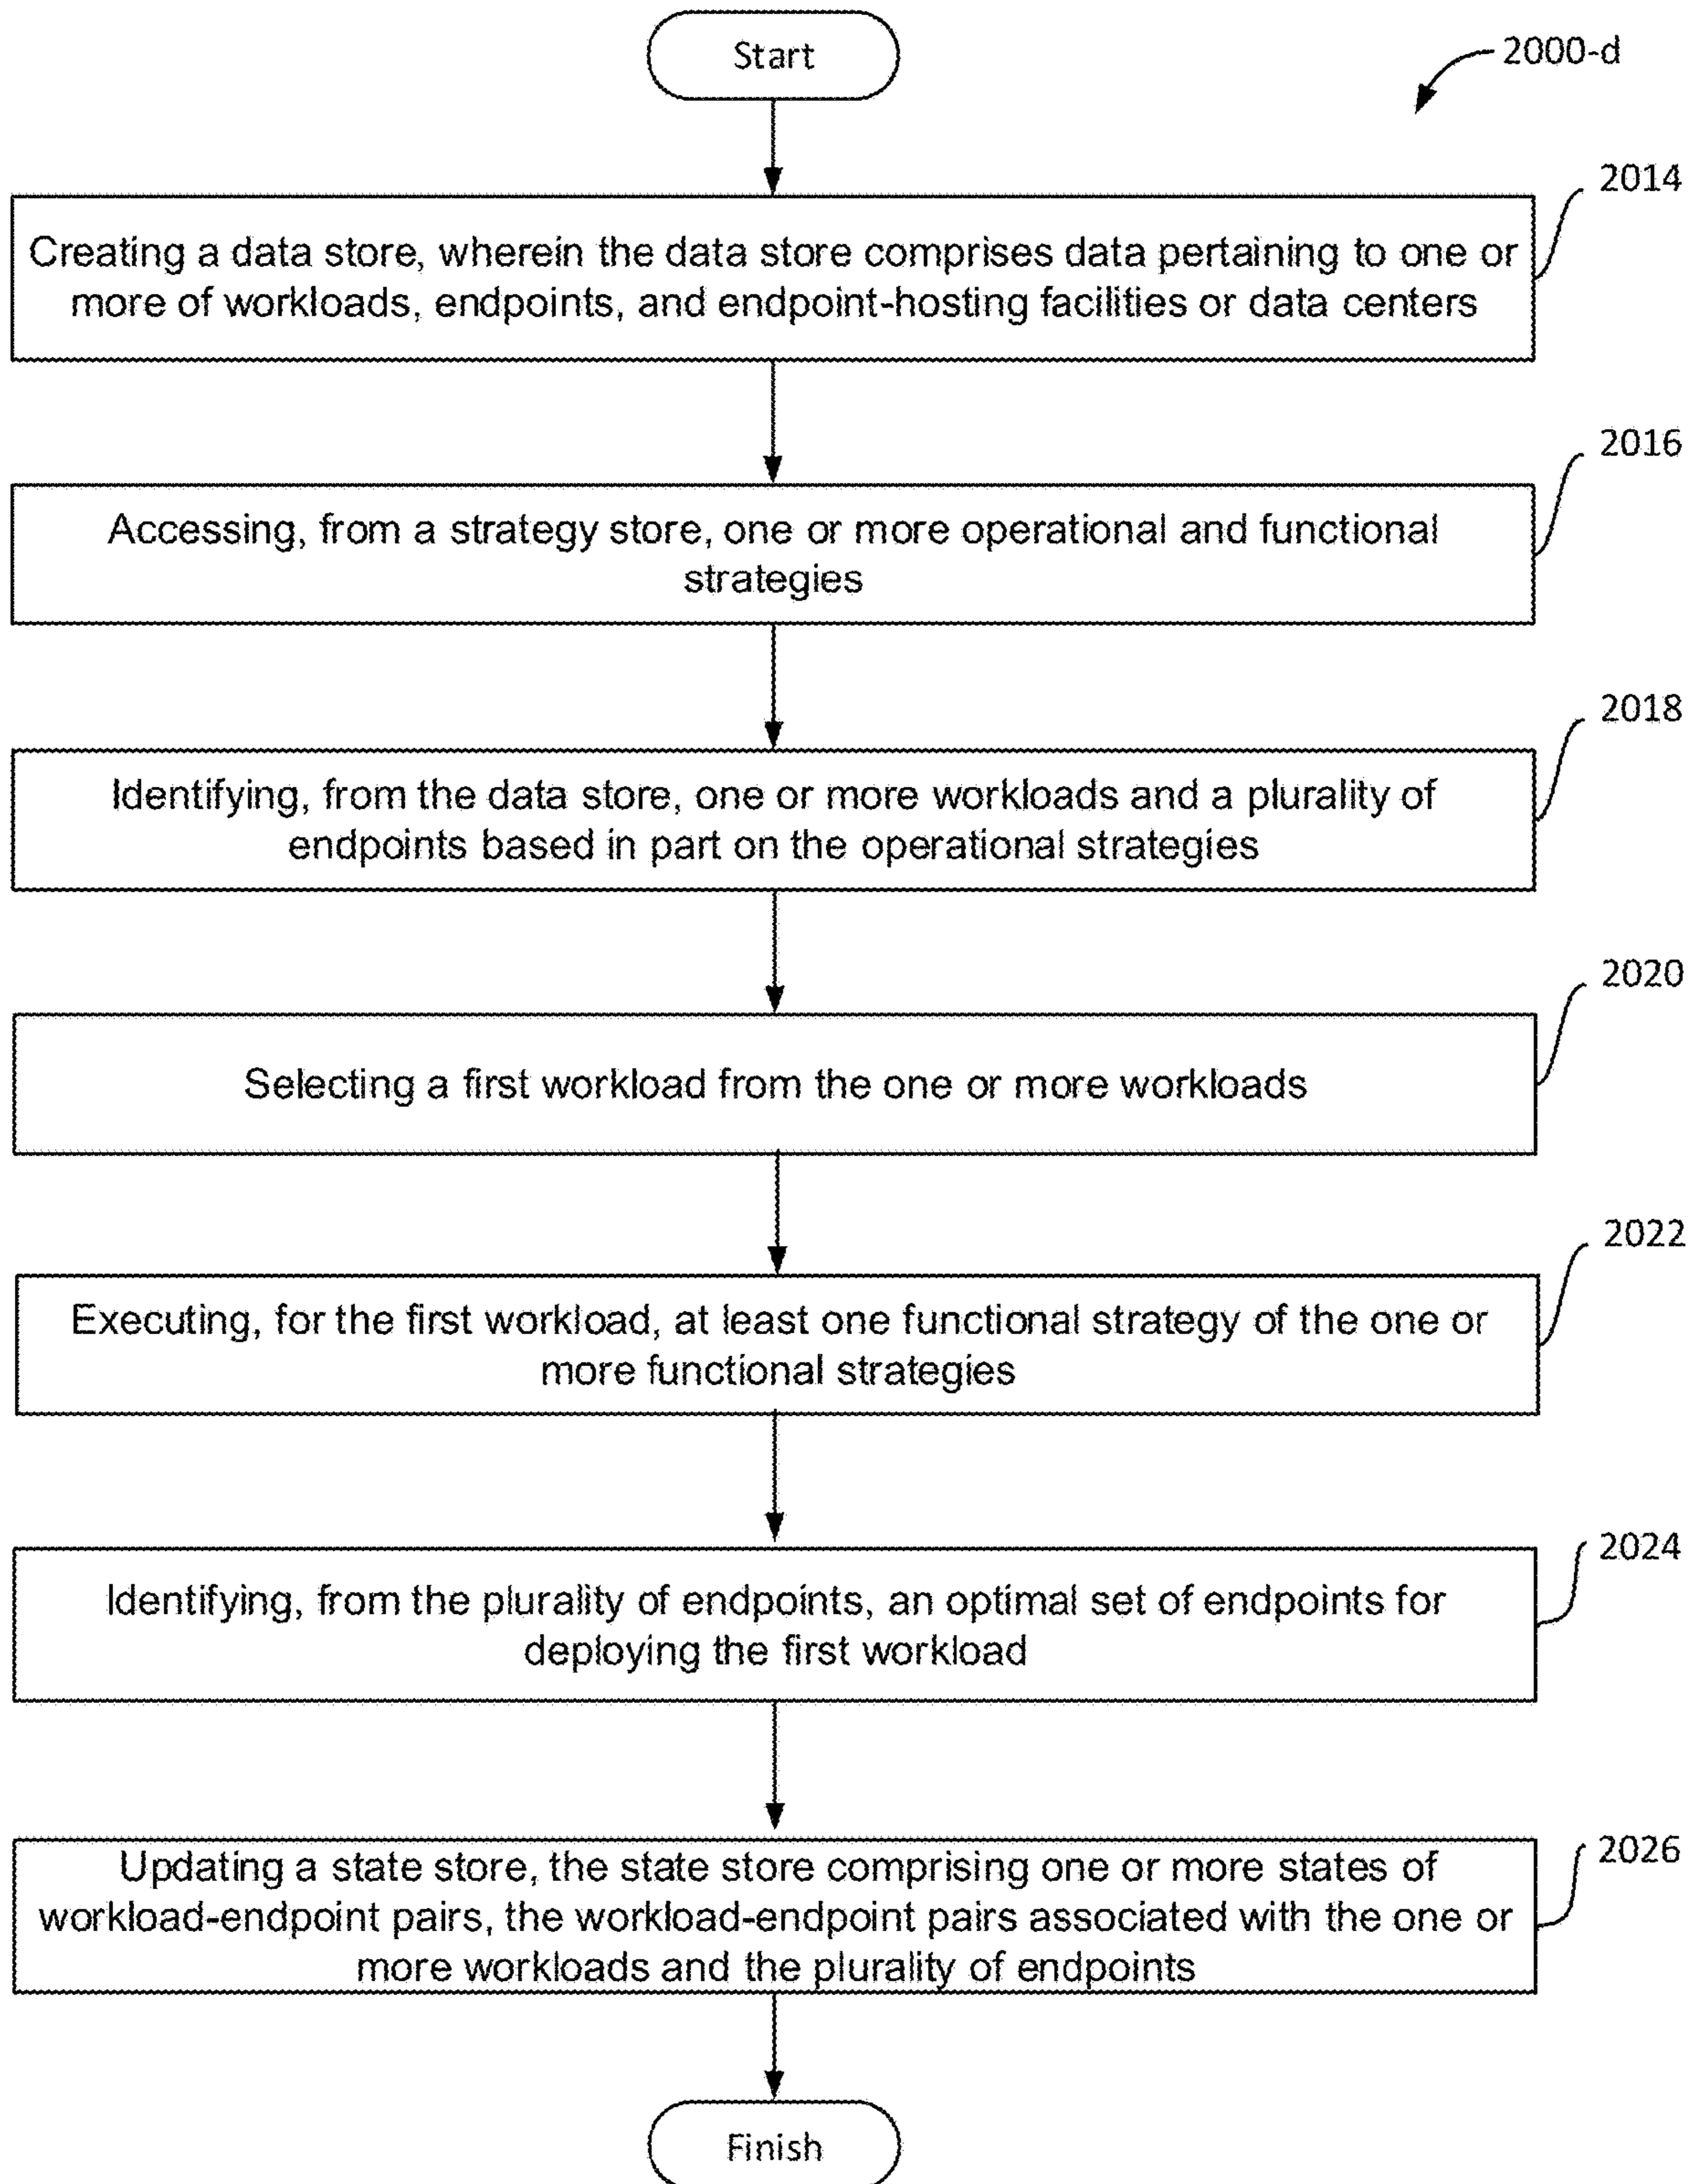 Start
2000-d
2014
Creating a data store, wherein the data store comprises data pertaining to one or
more of workloads, endpoints, and endpoint-hosting facilities or data centers
2016
Accessing, from a strategy store, one or more operational and functional
strategies
2018
Identifying, from the data store, one or more workloads and a plurality of
endpoints based in part on the operational strategies
2020
Selecting a first workload from the one or more workloads
2022
Executing, for the first workload, at least one functional strategy of the one or
more functional strategies
2024
Identifying, from the plurality of endpoints, an optimal set of endpoints for
deploying the first workload
2026
Updating a state store, the state store comprising one or more states of
workload-endpoint pairs, the workload-endpoint pairs associated with the one or
more workloads and the plurality of endpoints
Finish